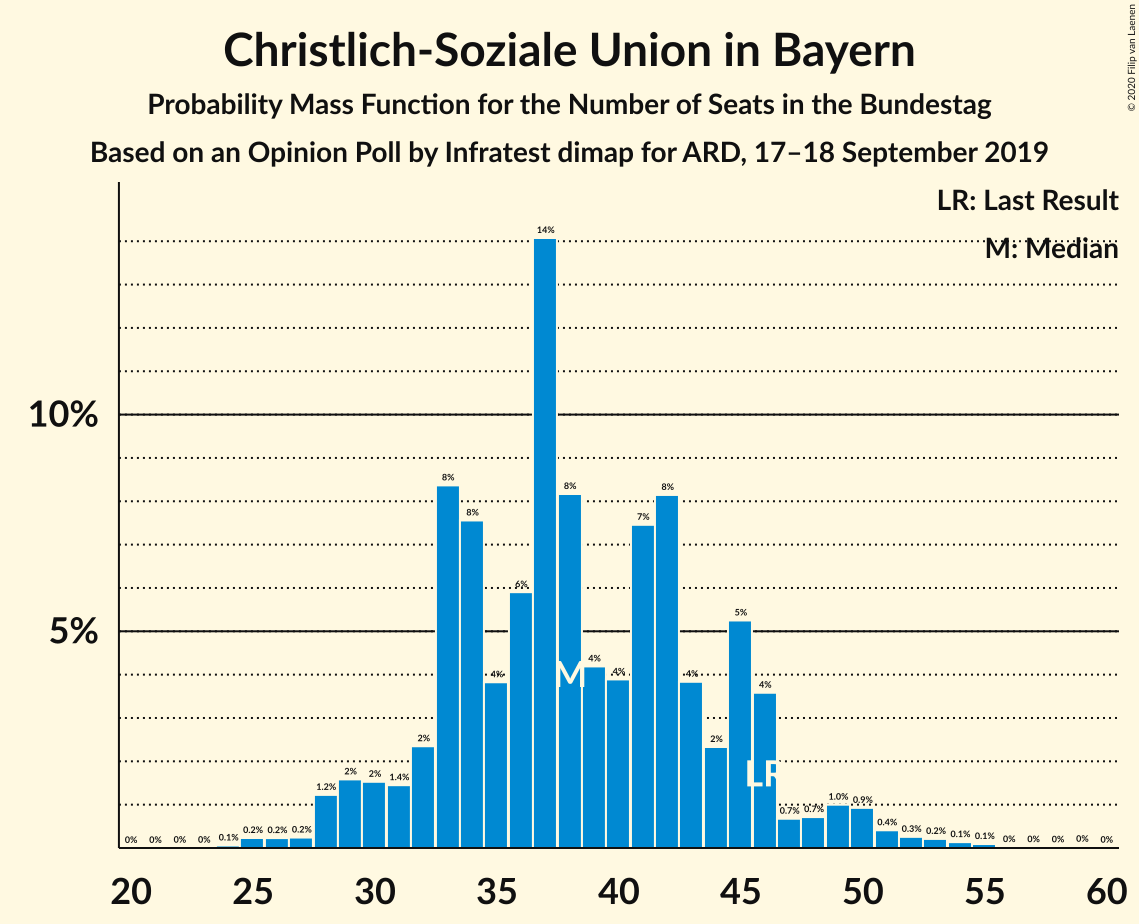 Christlich-Soziale Union in Bayern
Probability Mass Function for the Number of Seats in the Bundestag
Based on an Opinion Poll by Infratest dimap for ARD, 17–18 September 2019
© 2020 Filip van Laenen
LR: Last Result
M: Median
10%
5%
0% 0% 0% 0% 0.1% 0.2% 0.2% 0.2% 1.2% 2% 2% 1.4% 2% 8% 8% 4% 6% 14% 8% 4% 4% 7% 8% 4% 2% 5% 4% 0.7% 0.7% 1.0% 0.9% 0.4% 0.3% 0.2% 0.1% 0.1% 0% 0% 0% 0% 0%
M
LR
20 25 30 35 40 45 50 55 60